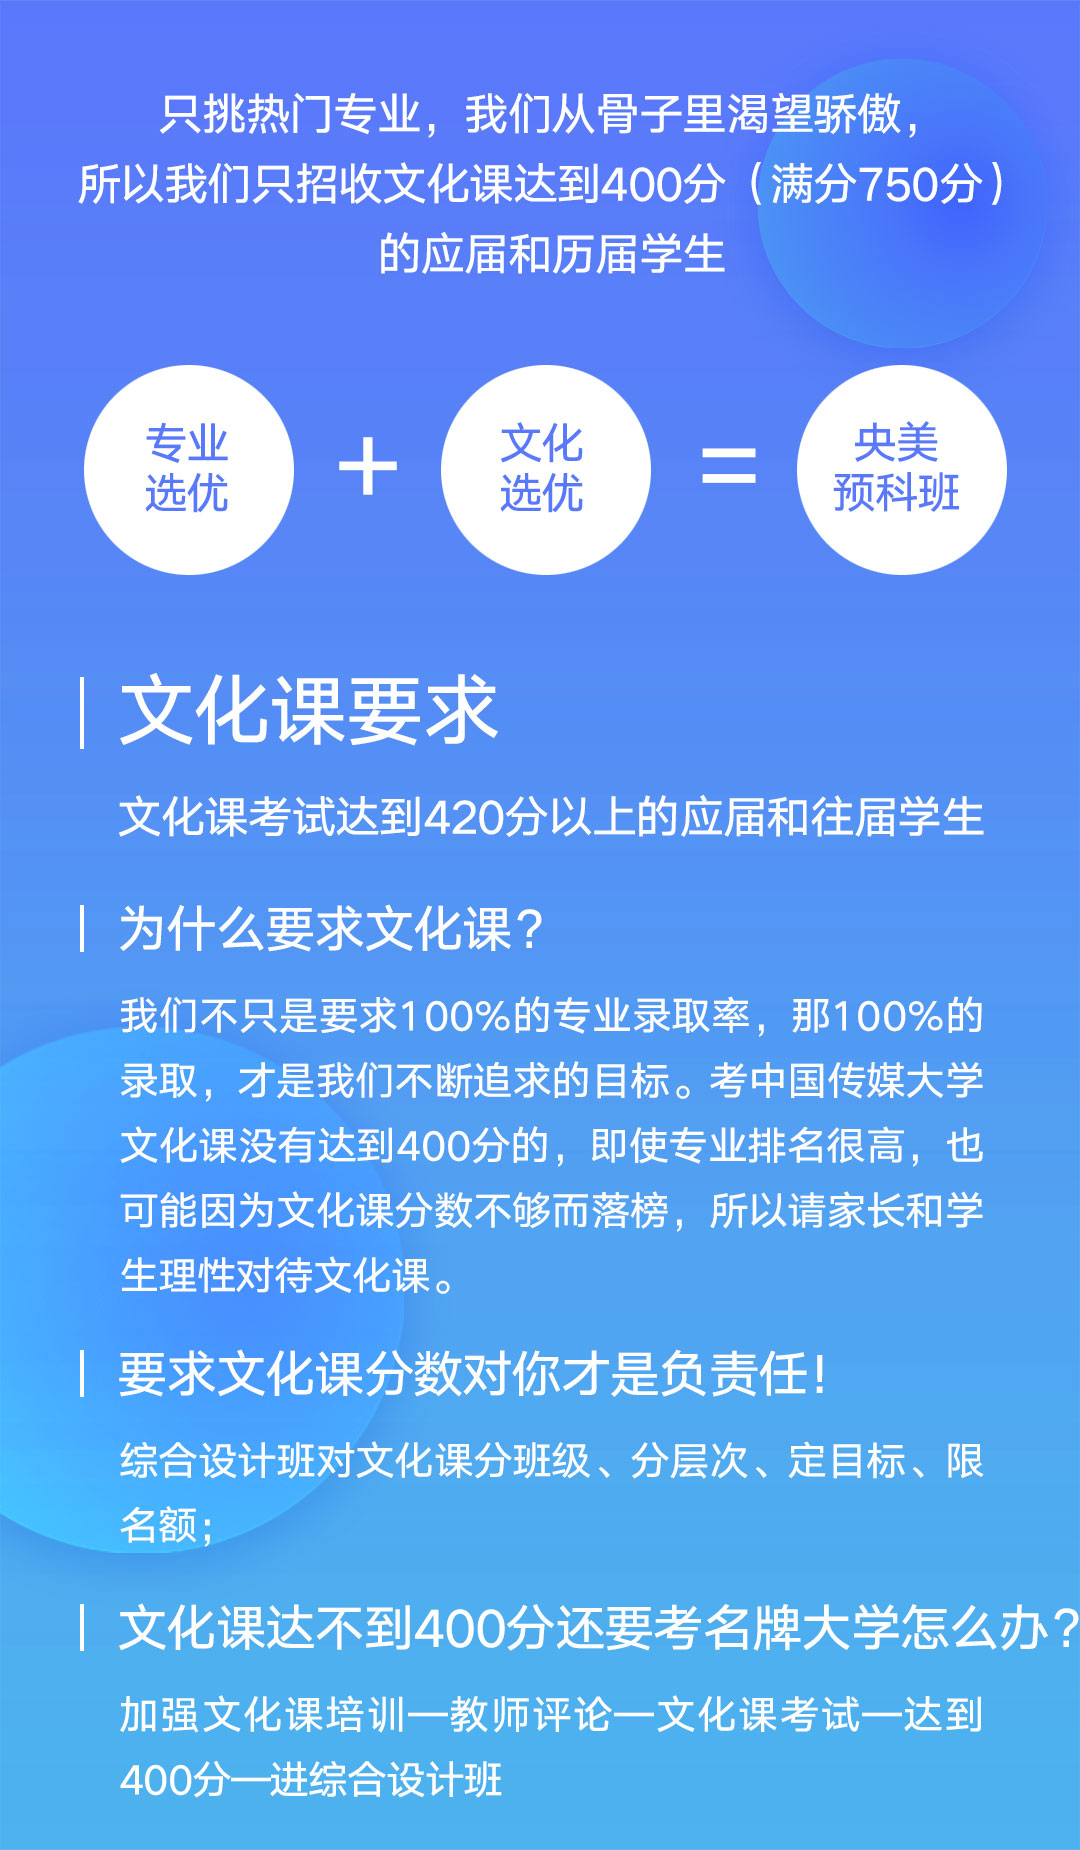 只挑热门专业，我们从骨子里渴望骄傲，
所以我们只招收文化课达到400分（满分750分）
的应届和历届学生
专业
选优
+
文化
选优
=
央美
预科班
文化课要求
文化课考试达到420分以上的应届和往届学生
为什么要求文化课？
我们不只是要求100%的专业录取率，那100%的
录取，才是我们不断追求的目标。考中国传媒大学
文化课没有达到400分的，即使专业排名很高，也
可能因为文化课分数不够而落榜，所以请家长和学
生理性对待文化课。
要求文化课分数对你才是负责任！
综合设计班对文化课分班级、分层次、定目标、限
名额；
文化课达不到400分还要考名牌大学怎么办？
加强文化课培训—教师评论—文化课考试—达到
400分—进综合设计班